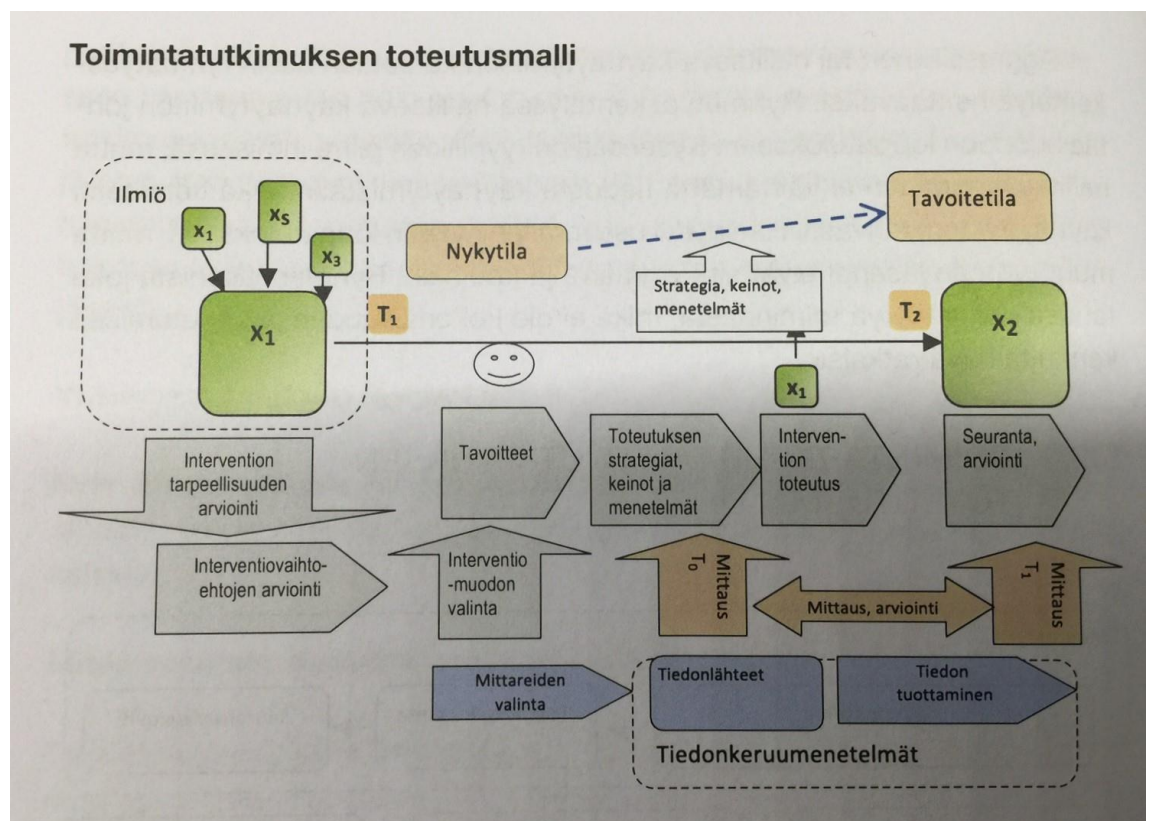 Toimintatutkimuksen toteutusmalli
Ilmiö
x1
xs
x3
X1
T1
Nykytila
Tavoitetila
Strategia, keinot,
menetelmät
T2
X2
x1
Intervention
tarpeellisuuden
arviointi
Tavoitteet
Toteutuksen
strategiat,
keinot ja
menetelmät
Interven-
tion
toteutus
Seuranta,
arviointi
Interventiovaihto-
ehtojen arviointi
Interventio
-muodon
valinta
Mittaus
T0
Mittaus, arviointi
Mittaus
T1
Mittareiden
valinta
Tiedonlähteet
Tiedon
tuottaminen
Tiedonkeruumenetelmät